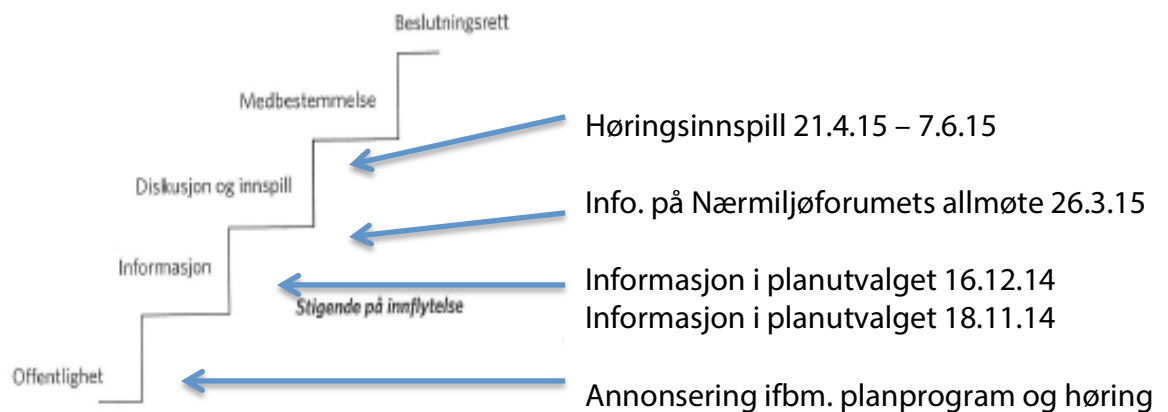 Beslutningsrett
Medbestemmelse
Høringsinnspill 21.4.15 – 7.6.15
Diskusjon og innspill
Info. på Nærmiljøforumets allmøte 26.3.15
Informasjon
Informasjon i planutvalget 16.12.14
Stigende på innflytelse
Informasjon i planutvalget 18.11.14
Offentlighet
Annonsering ifbm. planprogram og høring